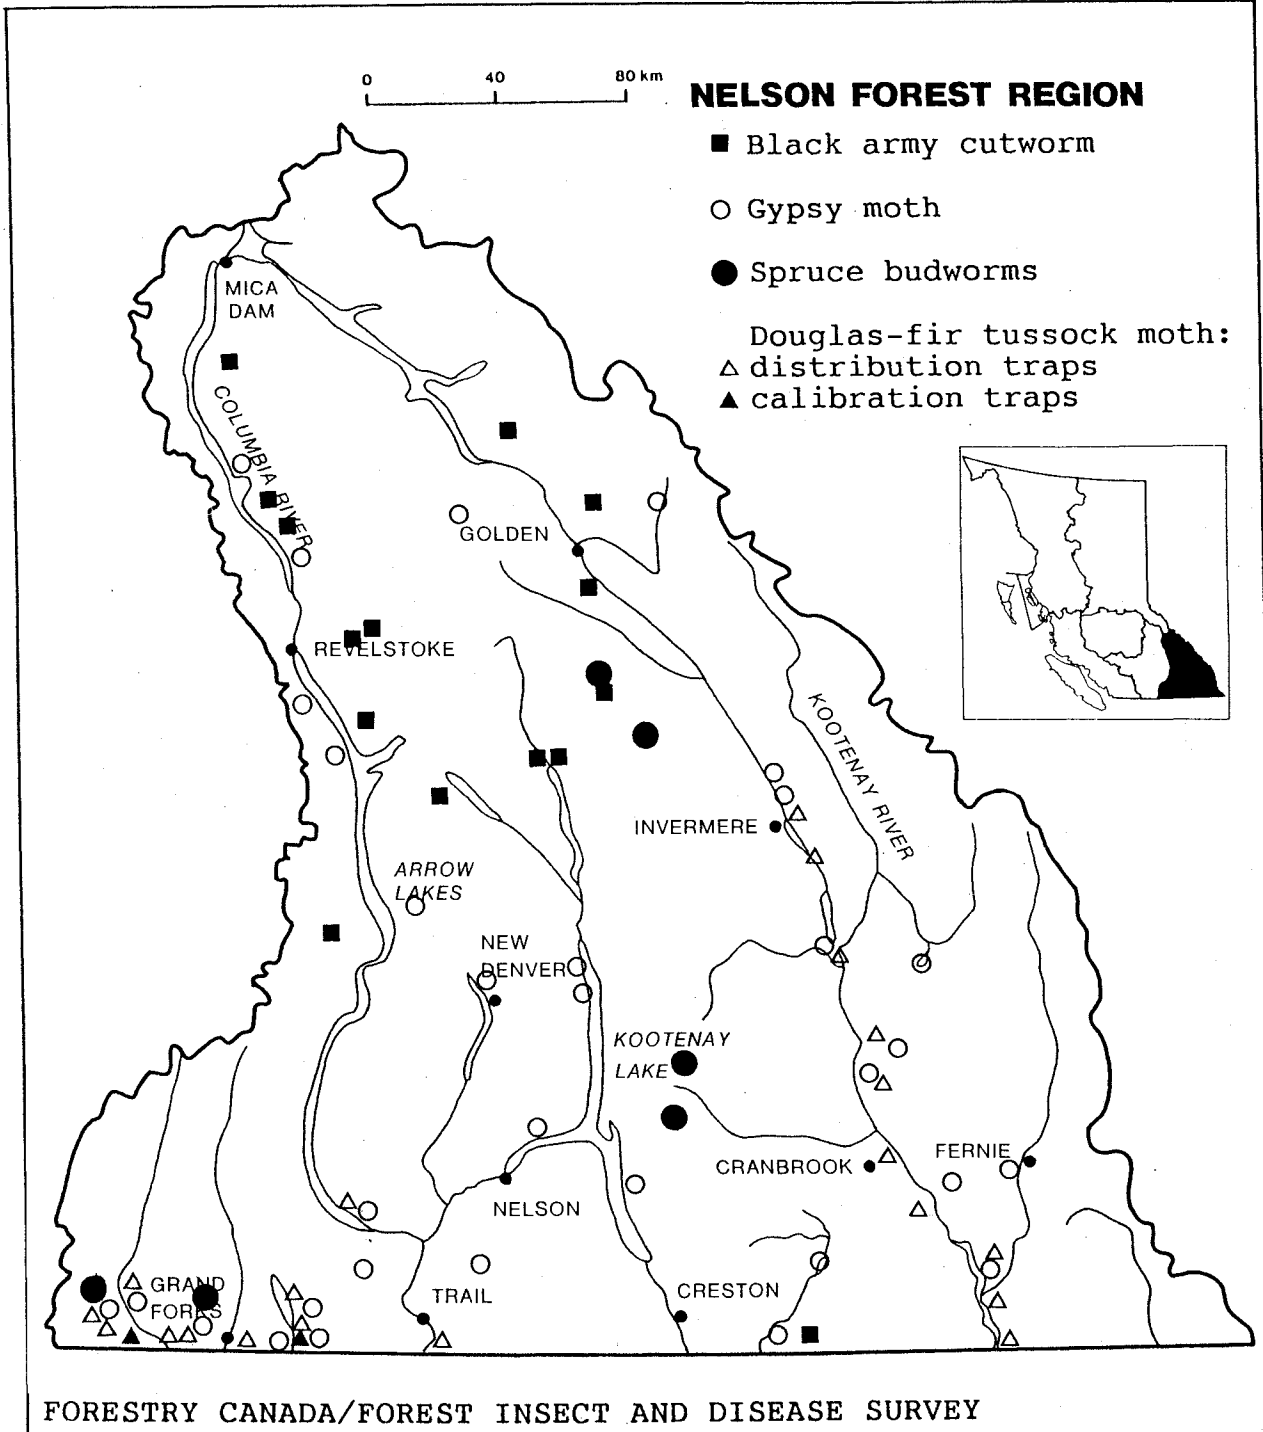 0 40 80 km
NELSON FOREST REGION
Black army cutworm
Gypsy moth
Spruce budworms
Douglas-fir tussock moth:
distribution traps
calibration traps
MICA
DAM
COLUMBIA RIVER
GOLDEN
REVELSTOKE
KOOTENAY RIVER
INVERMERE
ARROW
LAKES
NEW
DENVER
KOOTENAY
LAKE
CRANBROOK
FERNIE
NELSON
GRAND
FORKS
TRAIL
CRESTON
FORESTRY CANADA/FOREST INSECT AND DISEASE SURVEY